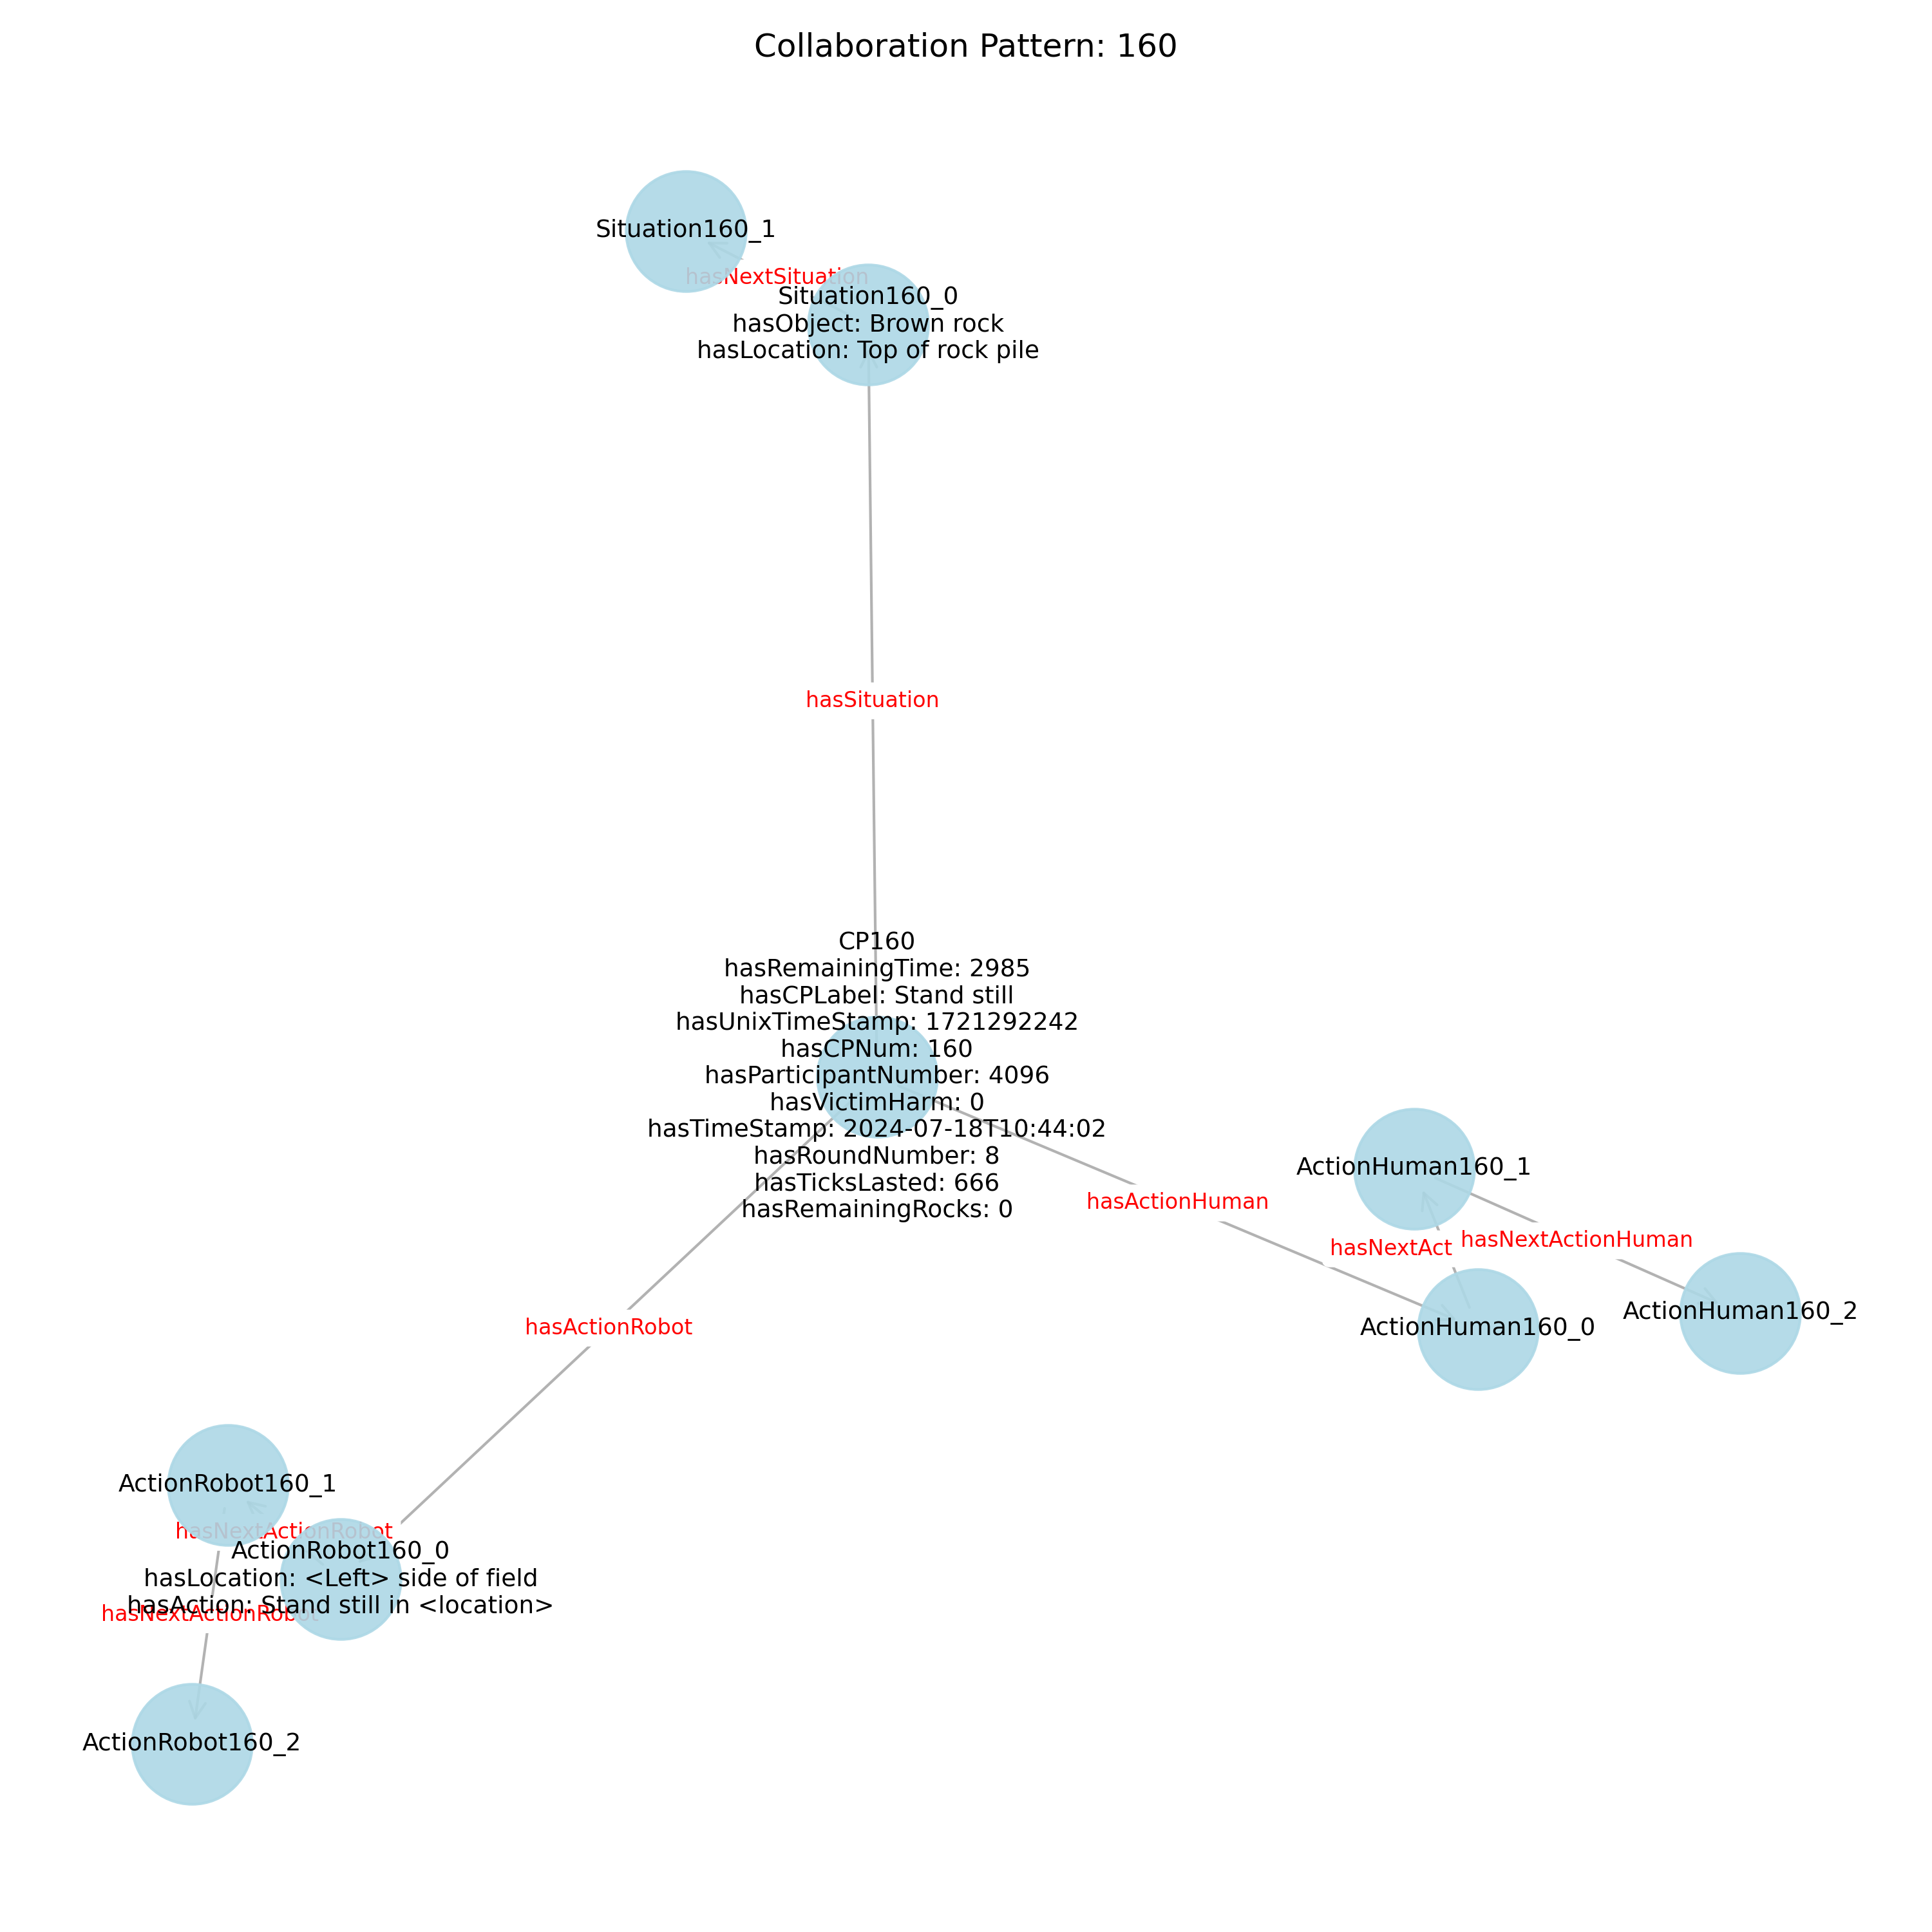 Collaboration Pattern: 160
Situation160_1
hasNextSituation
Situation160_0
hasObject: Brown rock
hasLocation: Top of rock pile
hasSituation
CP160
hasRemainingTime: 2985
hasCPLabel: Stand still
hasUnixTimeStamp: 1721292242
hasCPNum: 160
hasParticipantNumber: 4096
hasVictimHarm: 0
hasTimeStamp: 2024-07-18T10:44:02
hasRoundNumber: 8
hasTicksLasted: 666
hasRemainingRocks: 0
hasActionHuman
ActionHuman160_1
hasNextAct
hasNextActionHuman
ActionHuman160_0
ActionHuman160_2
hasActionRobot
ActionRobot160_1
hasNextActionRobot
ActionRobot160_0
hasLocation: <Left> side of field
hasAction: Stand still in <location>
hasNextActionRobot
ActionRobot160_2